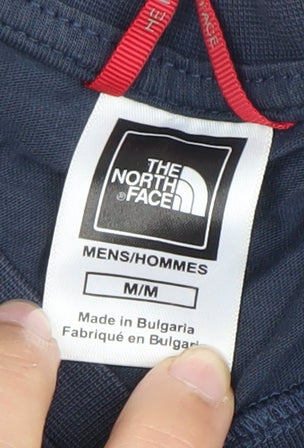 THE
NORTH
®FACE
MENS/HOMMES
M/M
Made in Bulgaria
Fabriqué en Bulgari